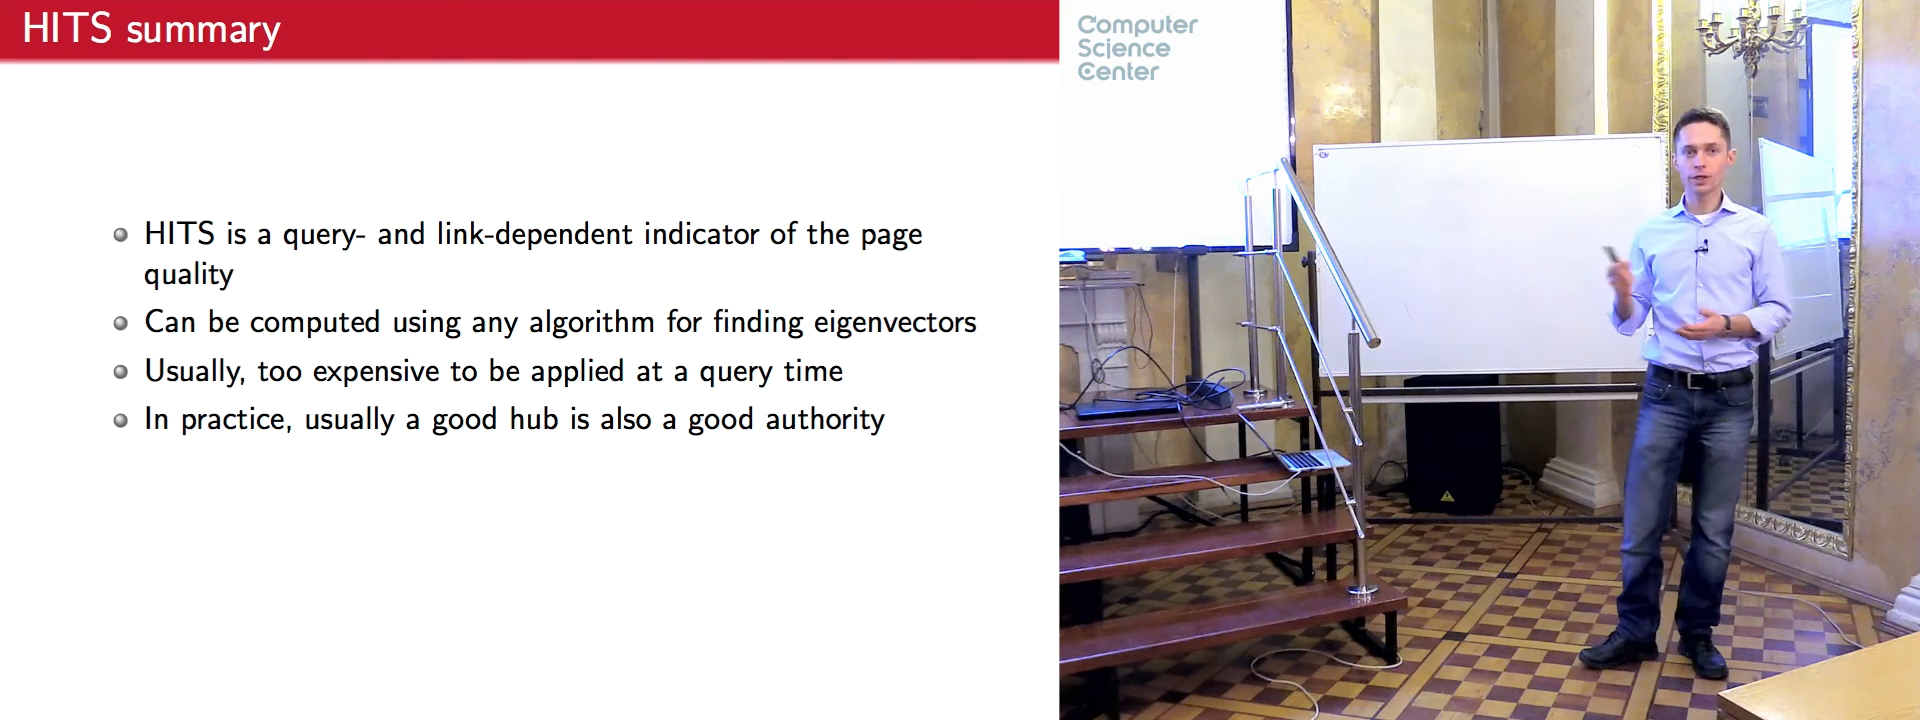 HITS summary
HITS is a query- and link-dependent indicator of the page
quality
Can be computed using any algorithm for finding eigenvectors
Usually, too expensive to be applied at a query time
In practice, usually a good hub is also a good authority
Computer
Science
Center